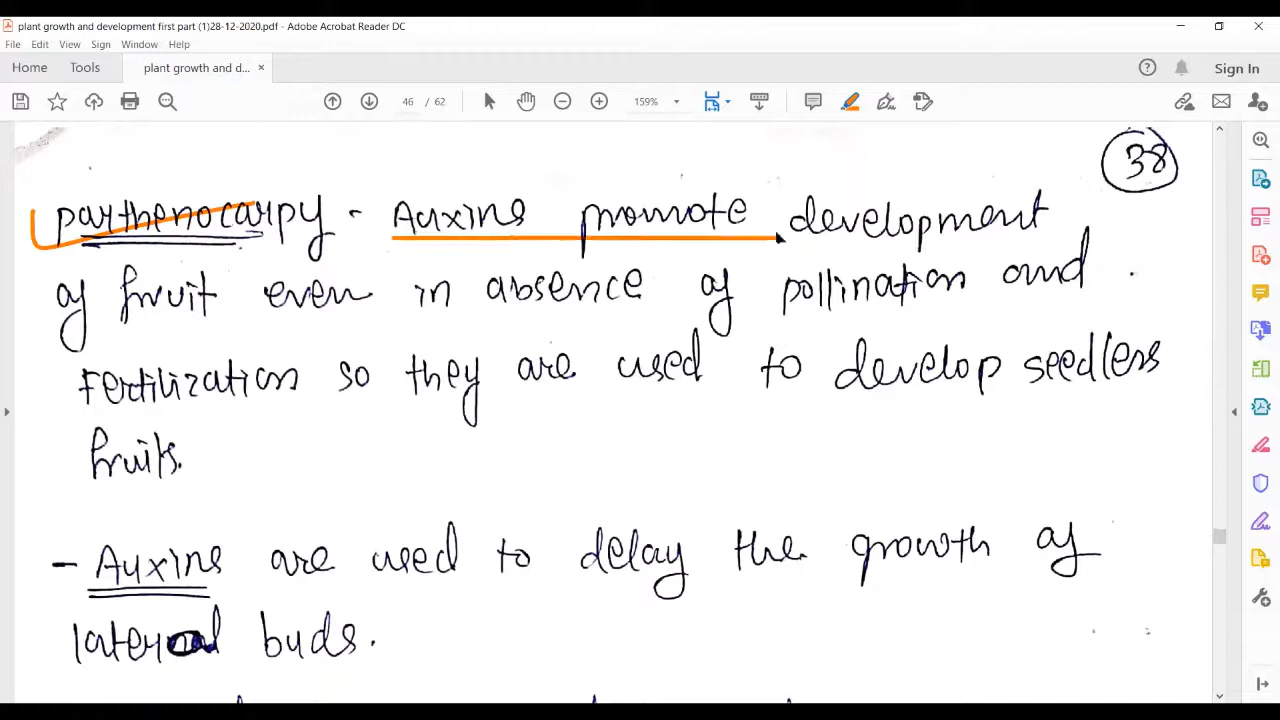 plant growth and development first part (1)28-12-2020.pdf - Adobe Acrobat Reader DC
File Edit View Sign Window Help
Home Tools plant growth and d... × Sign In
46 / 62 159%
38
parthenocarpy - Auxins promote development
of fruit even in absence of pollination and
Fertilization so they are used to develop seedless
fruits.
- Auxins are used to delay the growth of
lateral buds.